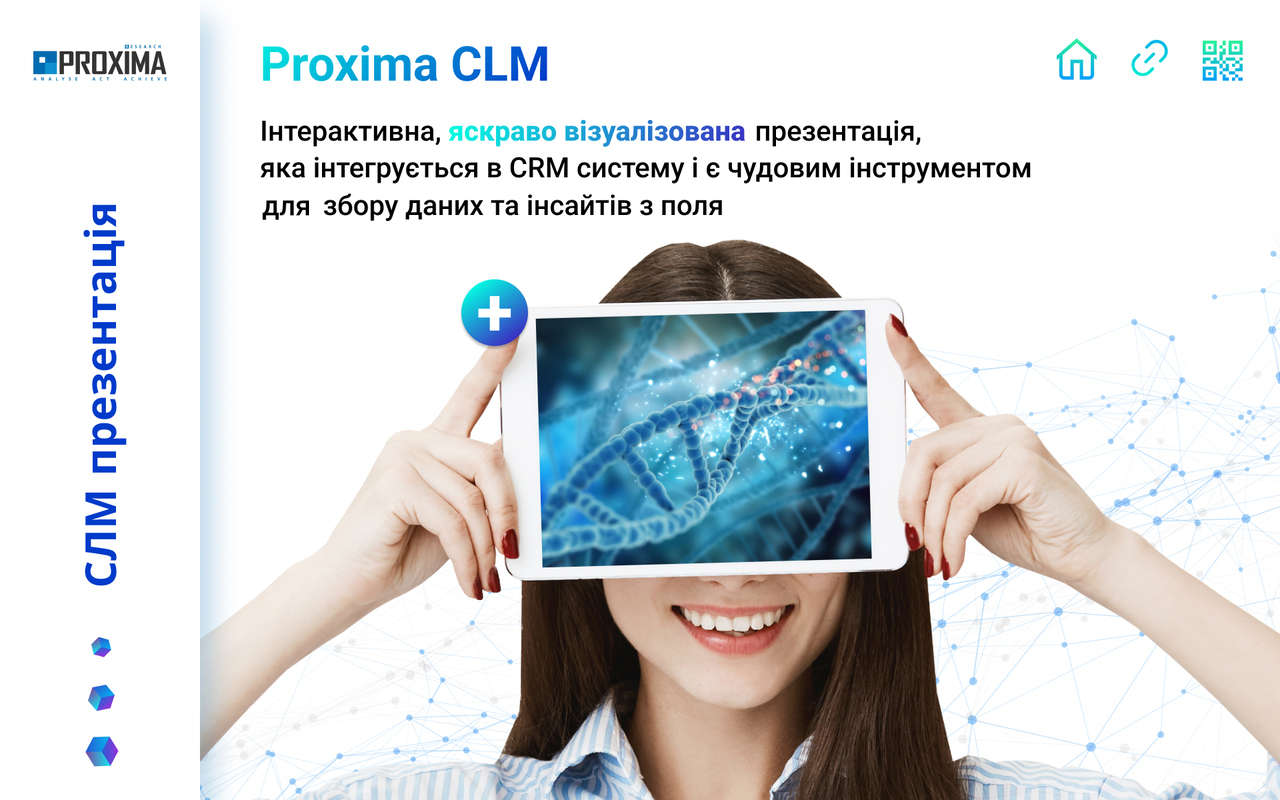 RESEARCH
PROXIMA
ANALYSE ACT ACHIEVE
СЛМ презентація
Proxima CLM
Інтерактивна, яскраво візуалізована презентація,
яка інтегрується в CRM систему і є чудовим інструментом
для збору даних та інсайтів з поля